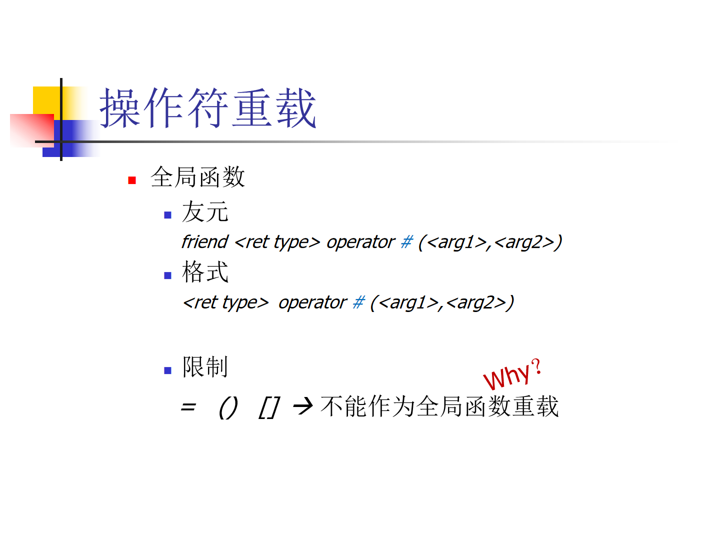 操作符重载
全局函数
友元
friend <ret type> operator # (<arg1>,<arg2>)
格式
<ret type> operator # (<arg1>,<arg2>)
限制
Why?
= () [] → 不能作为全局函数重载